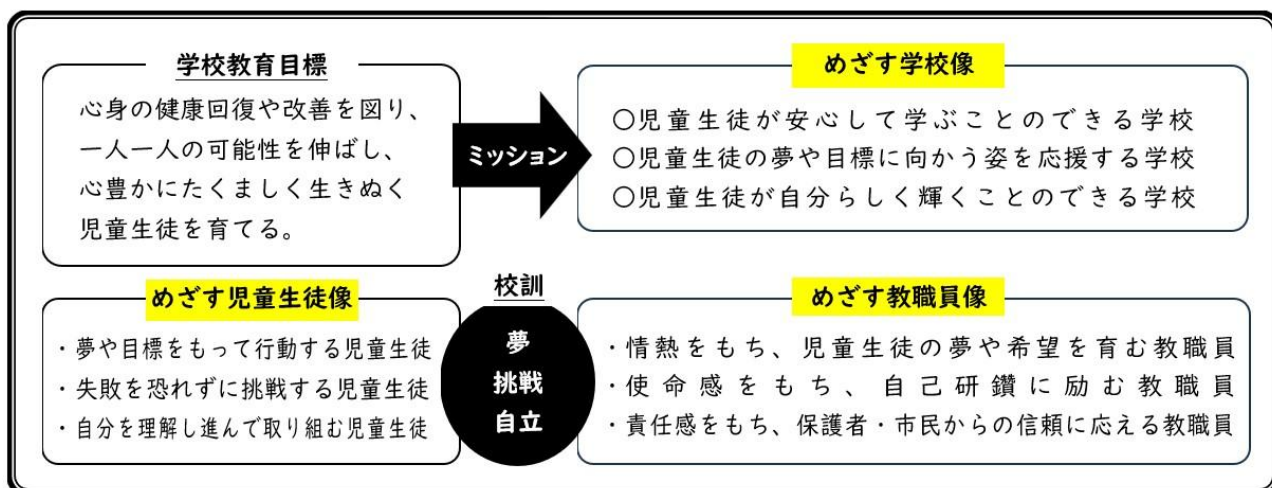 学校教育目標
心身の健康回復や改善を図り、
一人一人の可能性を伸ばし、
心豊かにたくましく生きぬく
児童生徒を育てる。
ミッション
めざす学校像
〇児童生徒が安心して学ぶことのできる学校
〇児童生徒の夢や目標に向かう姿を応援する学校
〇児童生徒が自分らしく輝くことのできる学校
めざす児童生徒像
・夢や目標をもって行動する児童生徒
・失敗を恐れずに挑戦する児童生徒
・自分を理解し進んで取り組む児童生徒
校訓
夢
挑戦
自立
めざす教職員像
・情熱をもち、児童生徒の夢や希望を育む教職員
・使命感をもち、自己研鑽に励む教職員
・責任感をもち、保護者・市民からの信頼に応える教職員